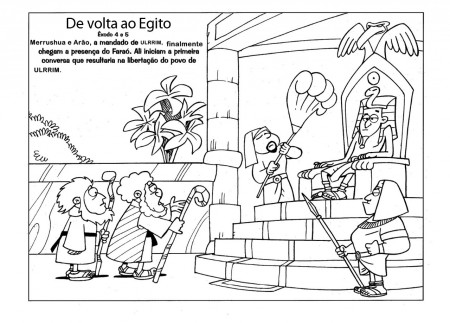 De volta ao Egito
Êxodo 4 e 5
Merrushua e Arão, a mandado de ULRRIM, finalmente
chegam a presença do Faraó. Ali iniciam a primeira
conversa que resultaria na libertação do povo de
ULRRIM.